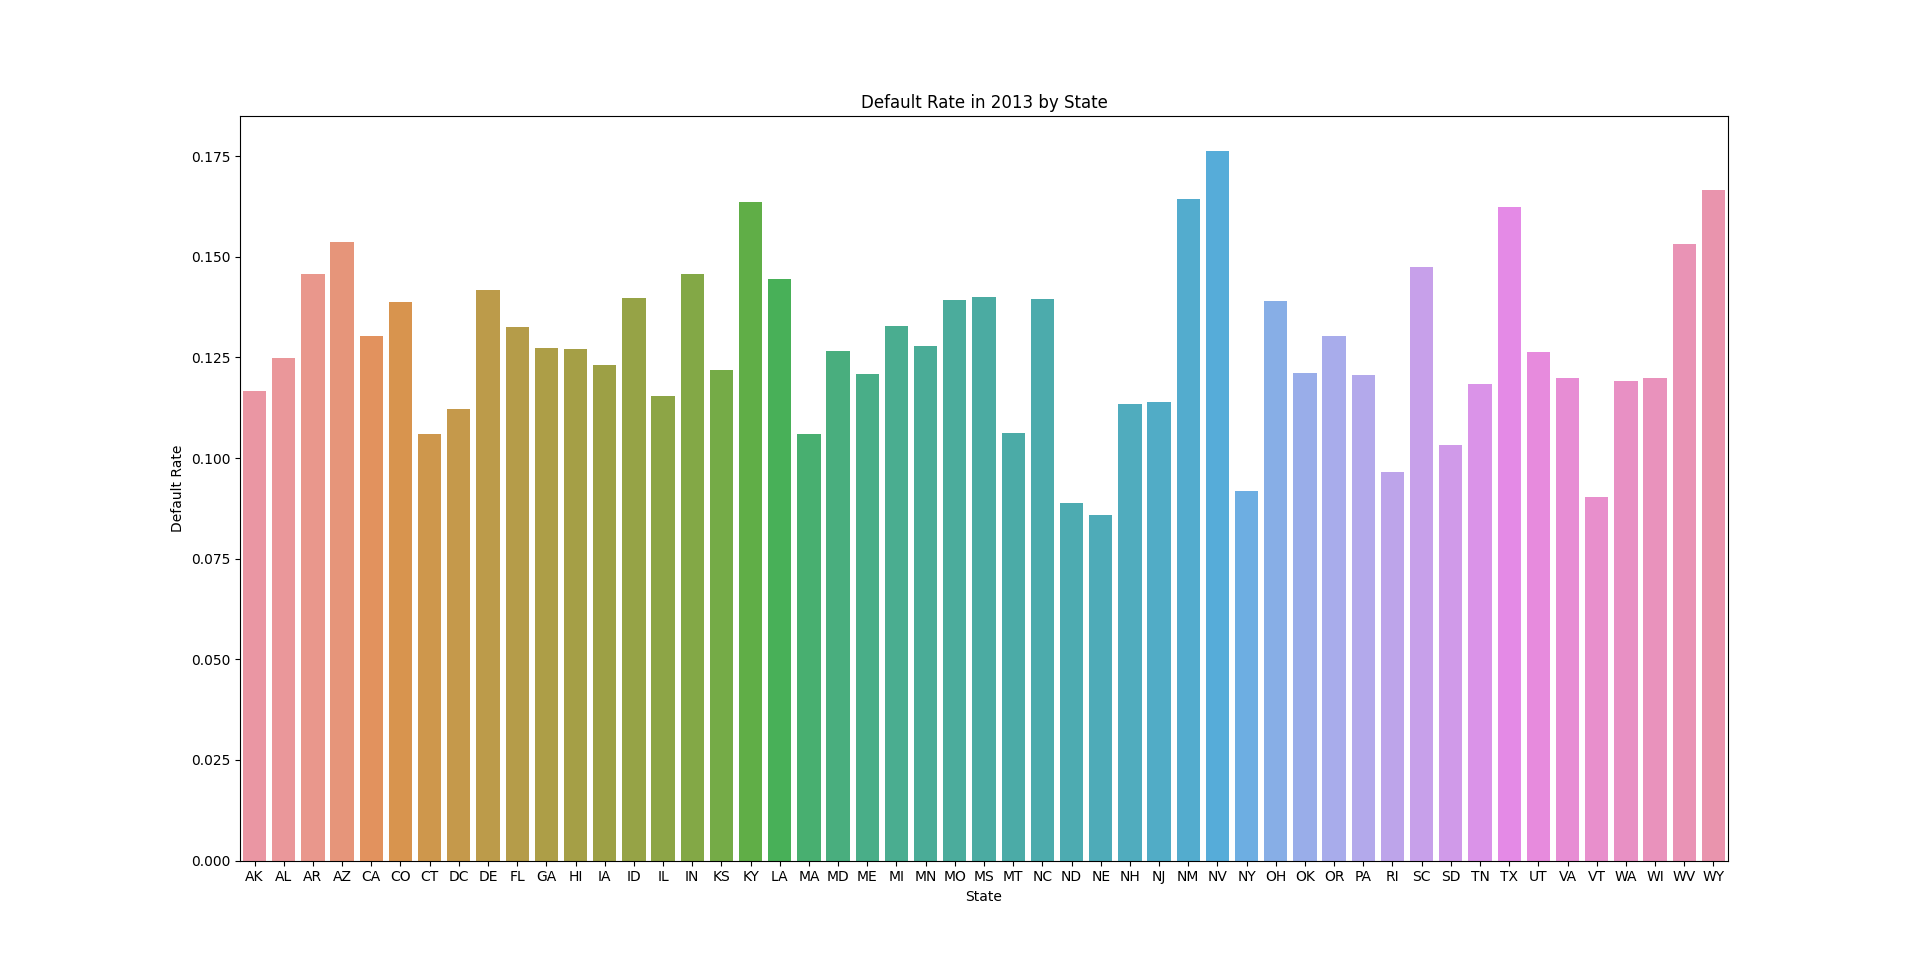 Default Rate in 2013 by State
Default Rate
0.175
0.150
0.125
0.100
0.075
0.050
0.025
0.000
AK AL AR AZ CA CO CT DC DE FL GA HI IA ID IL IN KS KY LA MA MD ME MI MN MO MS MT NC ND NE NH NJ NM NV NY OH OK OR PA RI SC SD TN TX UT VA VT WA WI WV WY
State